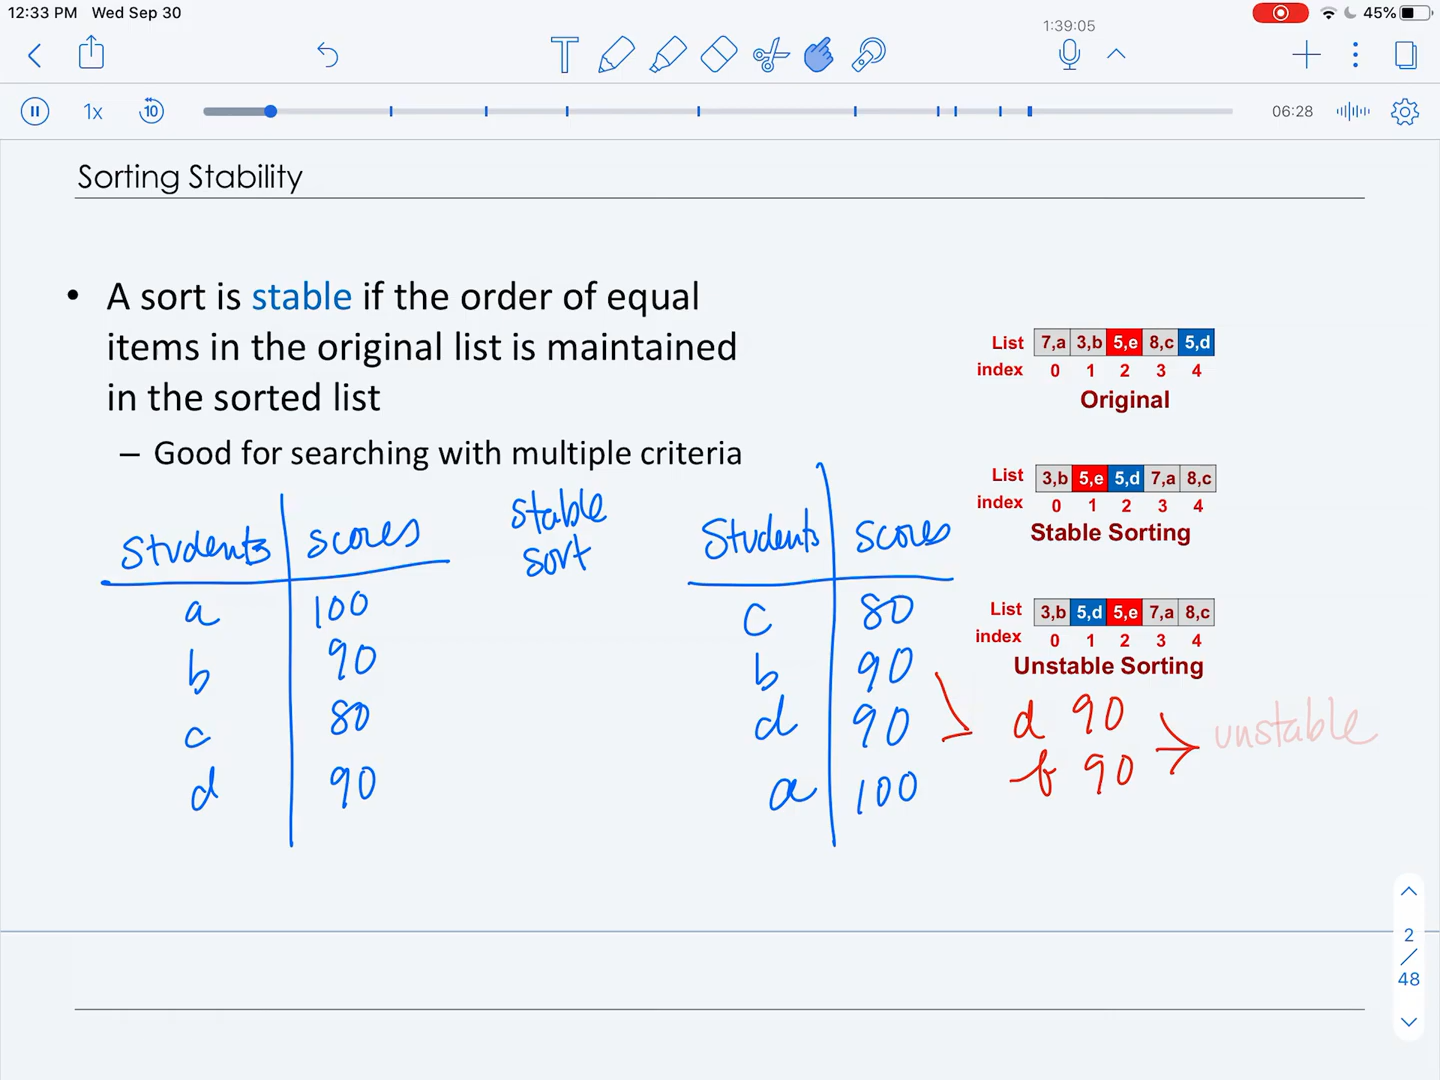 12:33 PM Wed Sep 30
45%
1:39:05
T
1x
10
06:28
Sorting Stability
• A sort is stable if the order of equal
items in the original list is maintained
in the sorted list
– Good for searching with multiple criteria
List 7,a 3,b 5,e 8,c 5,d
index 0 1 2 3 4
Original
List 3,b 5,e 5,d 7,a 8,c
index 0 1 2 3 4
Stable Sorting
List 3,b 5,d 5,e 7,a 8,c
index 0 1 2 3 4
Unstable Sorting
Students scores
a 100
b 90
c 80
d 90
stable
sort
Students scores
c 80
b 90
d 90
a 100
d 90
b 90
unstable
2
/
48